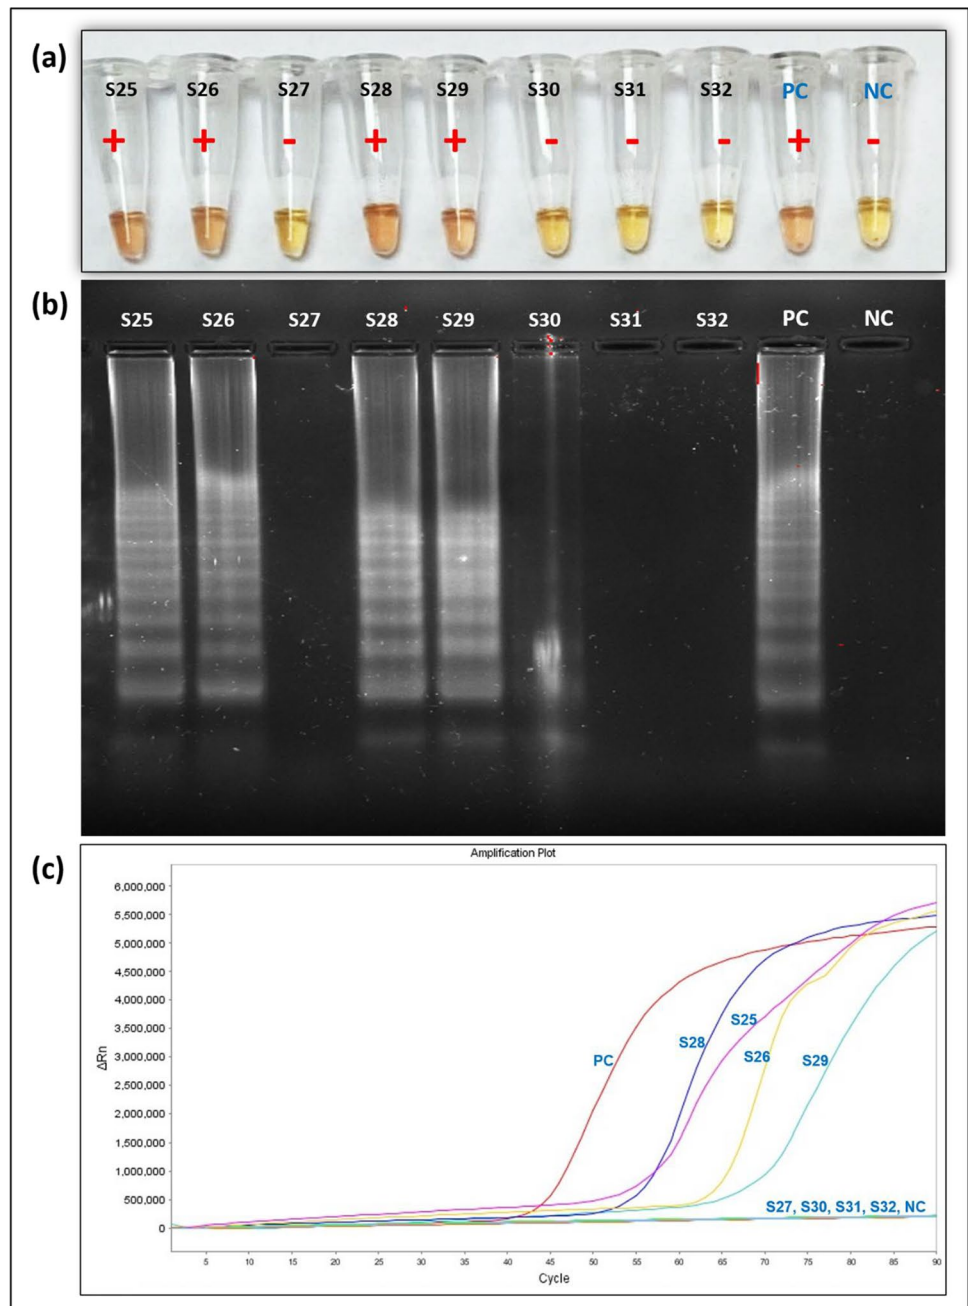 (a)
S25 S26 S27 S28 S29 S30 S31 S32 PC NC
+ + - + + - - - + -
(b)
S25 S26 S27 S28 S29 S30 S31 S32 PC NC
(c)
Amplification Plot
6,000,000
5,500,000
5,000,000
4,500,000
4,000,000
3,500,000
3,000,000
2,500,000
2,000,000
1,500,000
1,000,000
500,000
0
ΔRn
PC
S28
S25
S26
S29
S27, S30, S31, S32, NC
5 10 15 20 25 30 35 40 45 50 55 60 65 70 75 80 85 90
Cycle